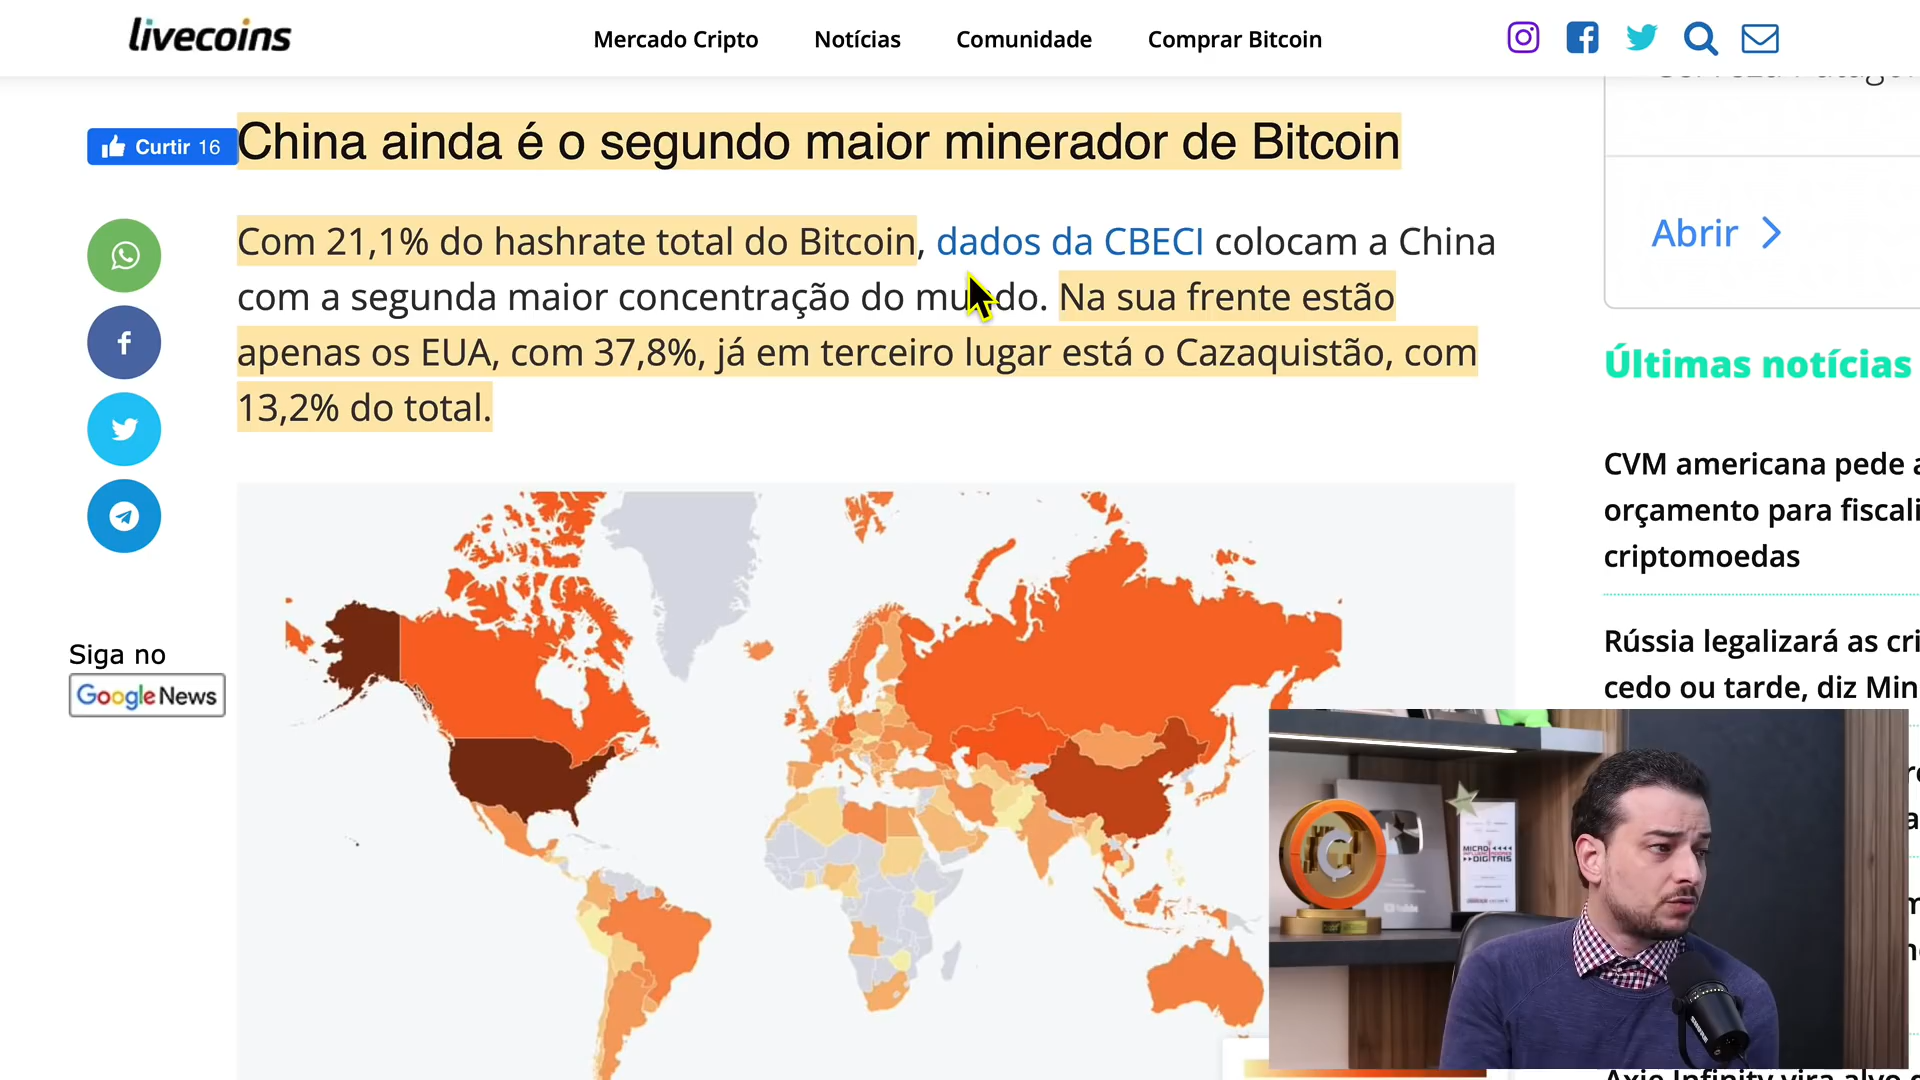 livecoins
Mercado Cripto
Notícias
Comunidade
Comprar Bitcoin
Curtir 16
China ainda é o segundo maior minerador de Bitcoin
Com 21,1% do hashrate total do Bitcoin, dados da CBECI colocam a China
com a segunda maior concentração do mundo. Na sua frente estão
apenas os EUA, com 37,8%, já em terceiro lugar está o Cazaquistão, com
13,2% do total.
Siga no
Google News
Abrir
Últimas notícias
CVM americana pede a
orçamento para fiscali
criptomoedas
Rússia legalizará as cri
cedo ou tarde, diz Min
MICRO
DIGITAIS